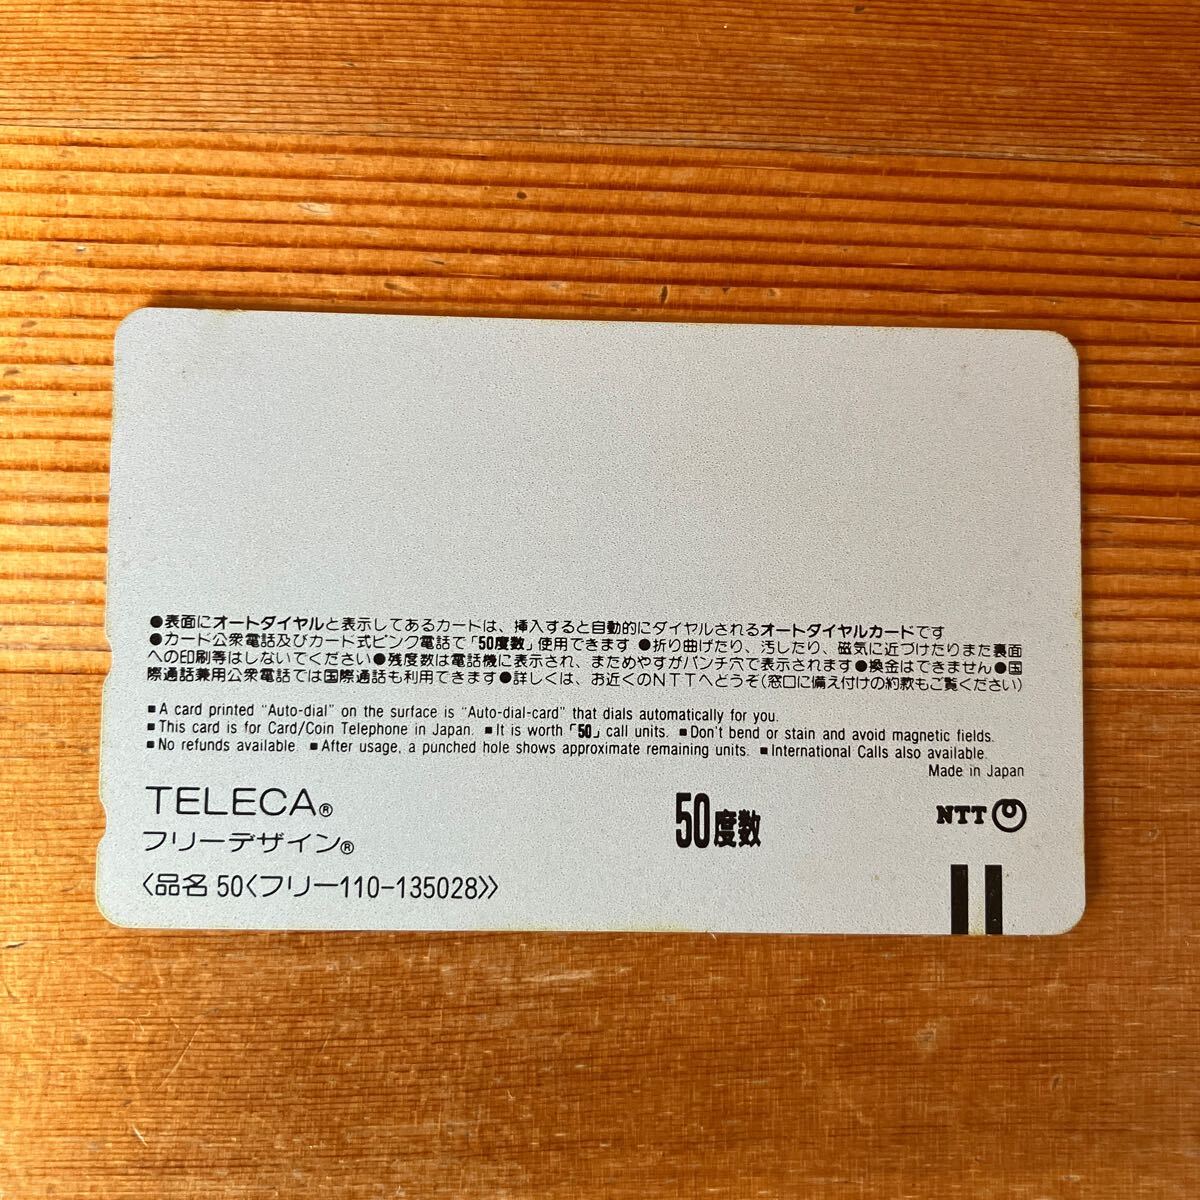 ●表面にオートダイヤルと表示してあるカードは、挿入すると自動的にダイヤルされるオートダイヤルカードです
●カード公衆電話及びカード式ピンク電話で「50度数」使用できます ●折り曲げたり、汚したり、磁気に近づけたりまた表面
への印刷等はしないでください●残度数は電話機に表示され、まためやすがパンチ穴で表示されます●換金はできません●国
際通話兼用公衆電話では国際通話も利用できます●詳しくは、お近くのNTTへどうぞ(窓口に備え付けの約款もご覧ください)
■ A card printed "Auto-dial" on the surface is "Auto-dial-card" that dials automatically for you.
■ This card is for Card/Coin Telephone in Japan. ■ It is worth「50」call units. ■ Don't bend or stain and avoid magnetic fields.
■ No refunds available. ■ After usage, a punched hole shows approximate remaining units. ■ International Calls also available.
Made in Japan
TELECA®
フリーデザイン®
〈品名 50〈フリー110-135028〉〉
50度数
NTT